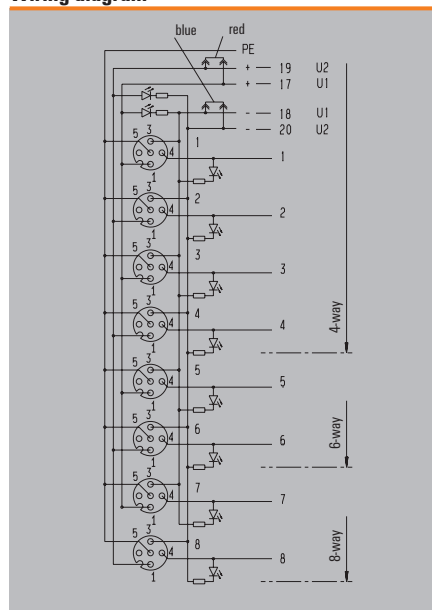 Wiring diagram
blue red
PE
+ 19 U2
+ 17 U1
- 18 U1
- 20 U2
5 3 4 1 1
1
5 3 4 1 2
2
5 3 4 1 3
3
5 3 4 1 4
4
4-way
5 3 4 1 5
5
5 3 4 1 6
6
6-way
5 3 4 1 7
7
5 3 4 1 8
8
8-way